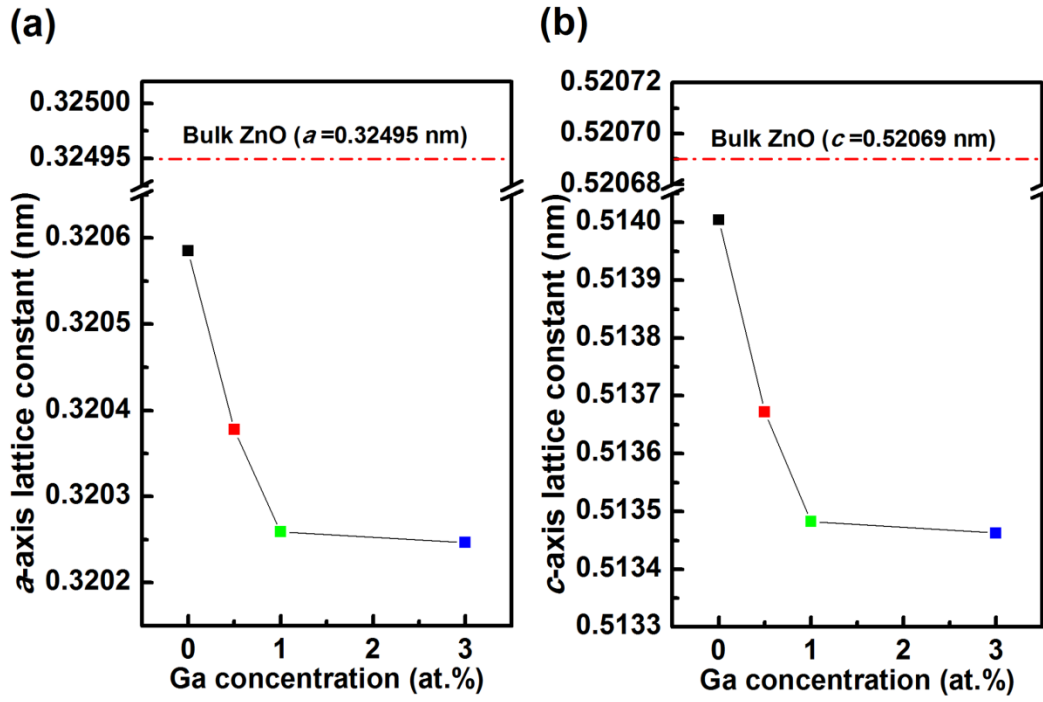 (a)
0.32500
0.32495
0.3206
0.3205
0.3204
0.3203
0.3202
a-axis lattice constant (nm)
Bulk ZnO (a=0.32495 nm)
0 1 2 3
Ga concentration (at.%)
(b)
0.52072
0.52070
0.52068
0.5140
0.5139
0.5138
0.5137
0.5136
0.5135
0.5134
0.5133
c-axis lattice constant (nm)
Bulk ZnO (c=0.52069 nm)
0 1 2 3
Ga concentration (at.%)